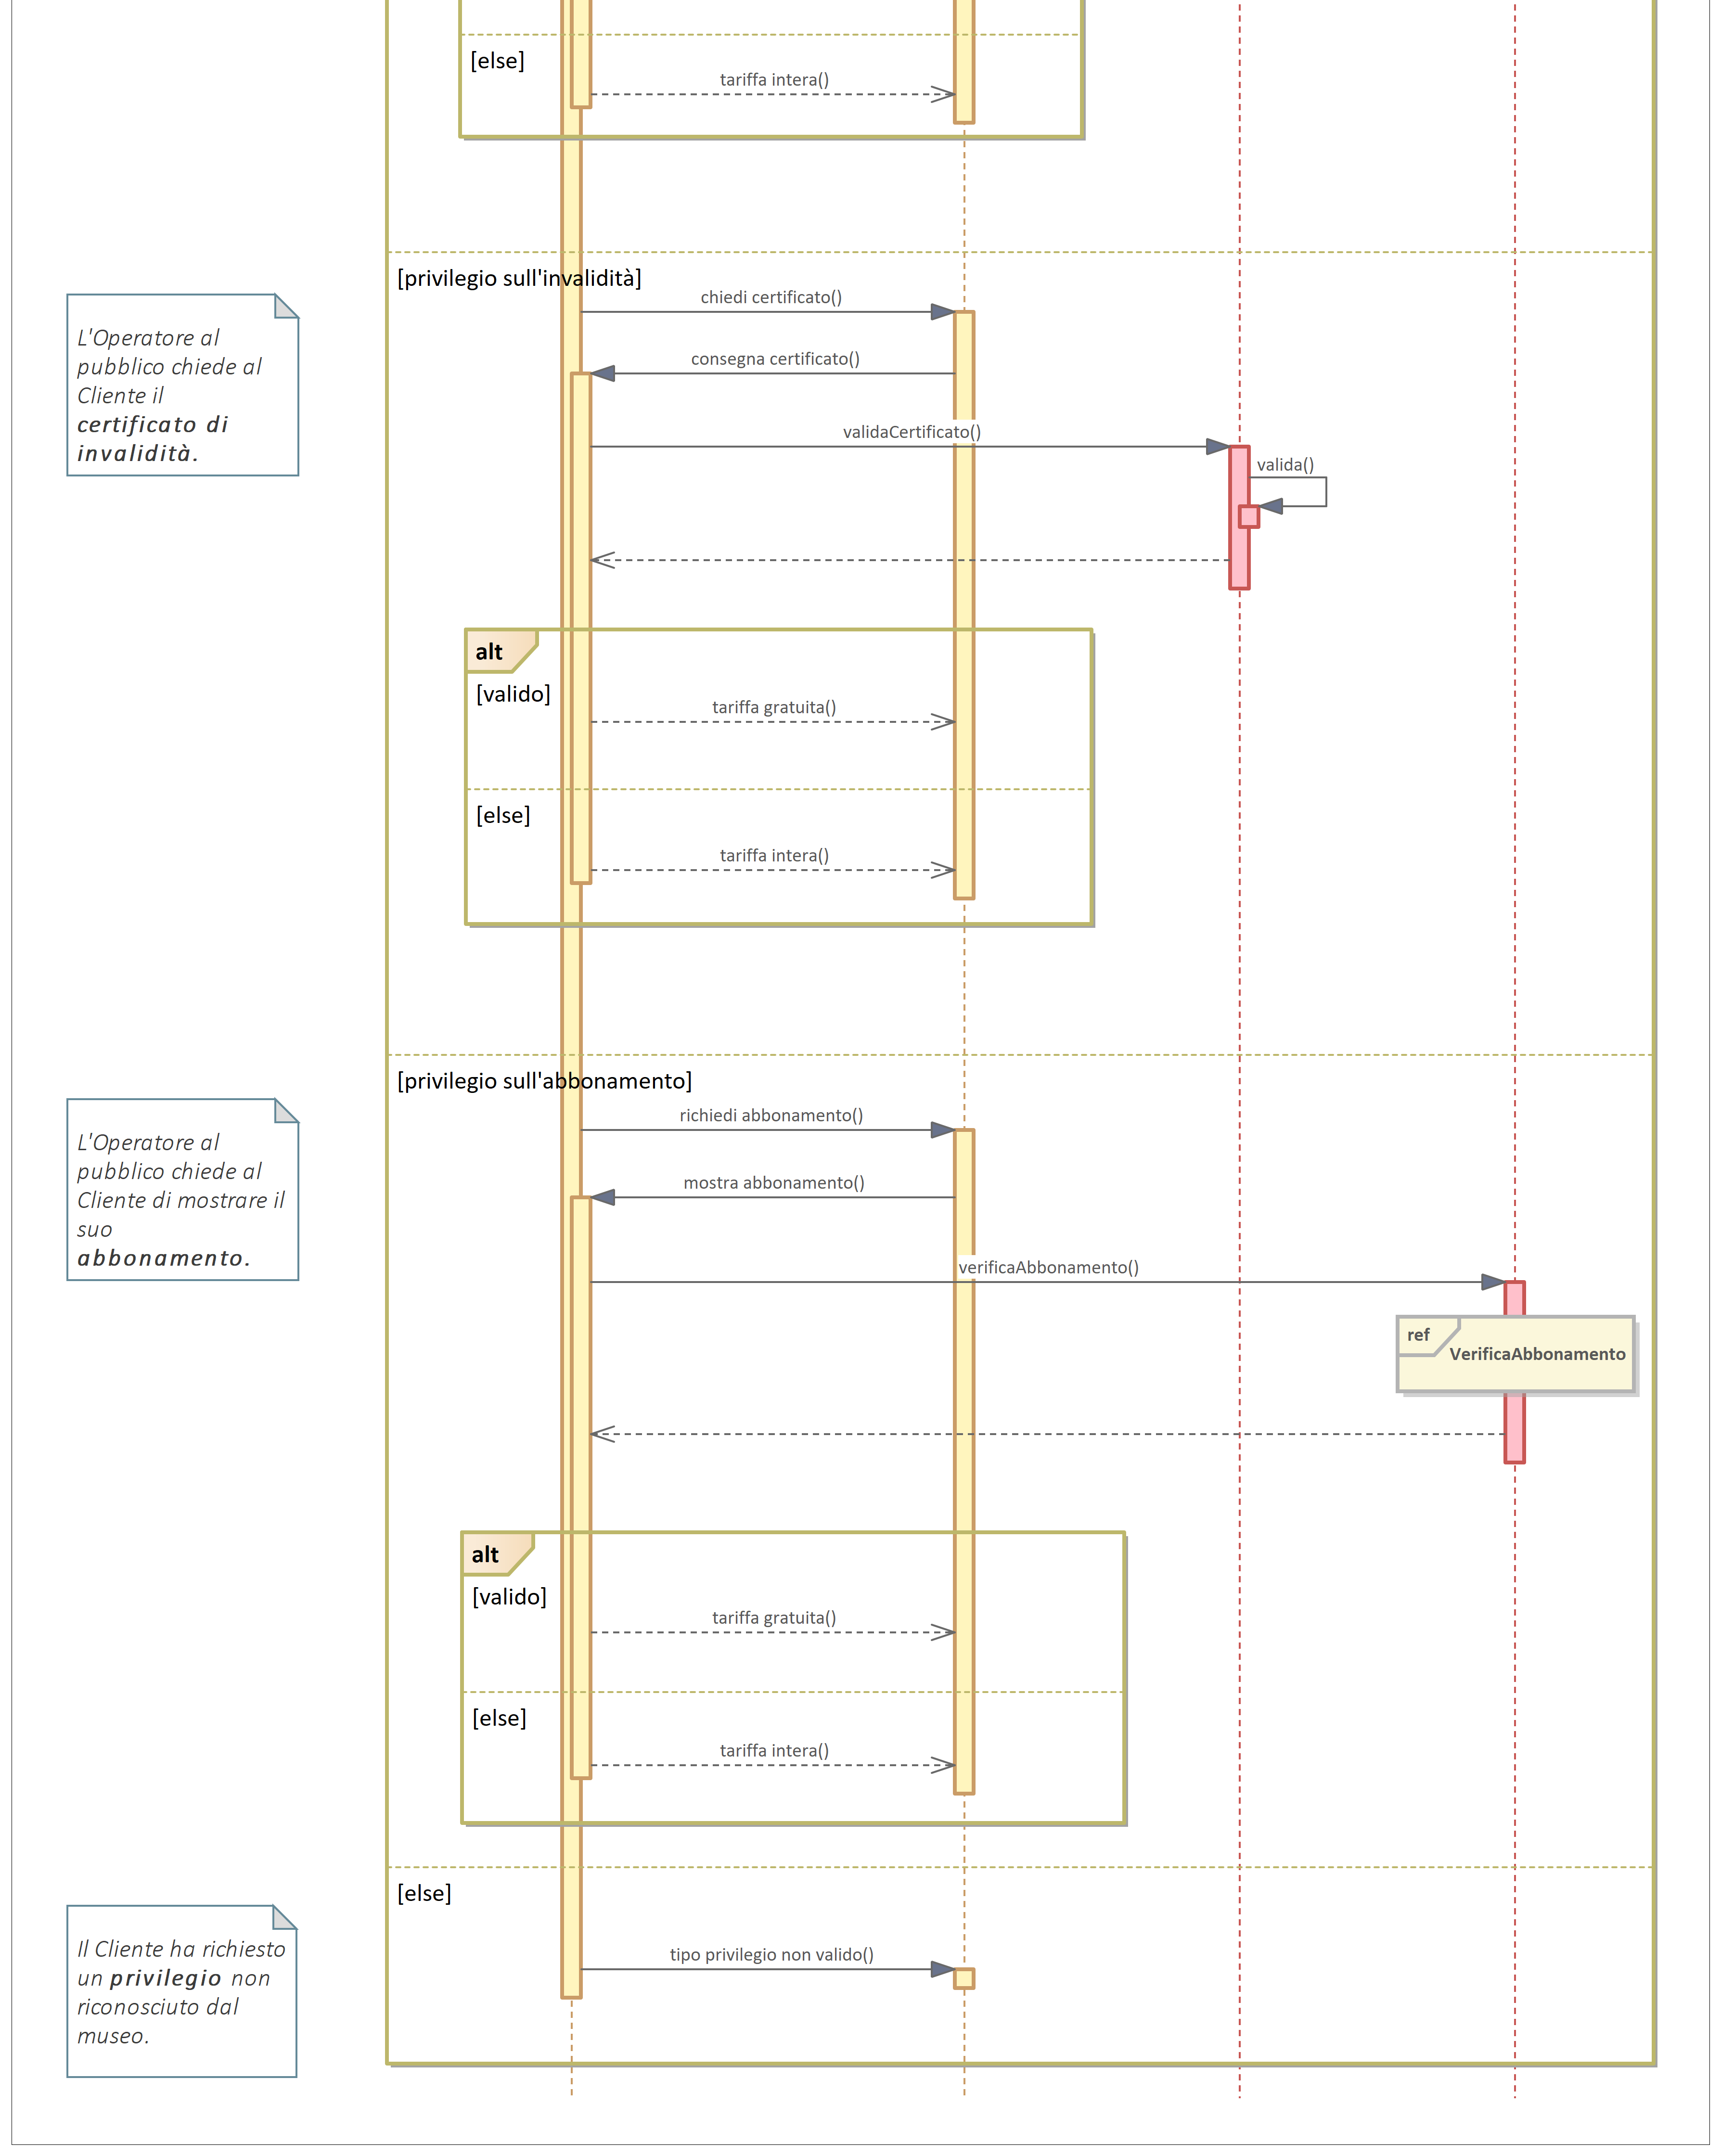 [else]
tariffa intera()
[privilegio sull'invalidità]
chiedi certificato()
L'Operatore al
pubblico chiede al
Cliente il
certificato di
invalidità.
consegna certificato()
validaCertificato()
valida()
alt
[valido]
tariffa gratuita()
[else]
tariffa intera()
[privilegio sull'abbonamento]
richiedi abbonamento()
L'Operatore al
pubblico chiede al
Cliente di mostrare il
suo
abbonamento.
mostra abbonamento()
verificaAbbonamento()
ref
VerificaAbbonamento
alt
[valido]
tariffa gratuita()
[else]
tariffa intera()
[else]
Il Cliente ha richiesto
un privilegio non
riconosciuto dal
museo.
tipo privilegio non valido()